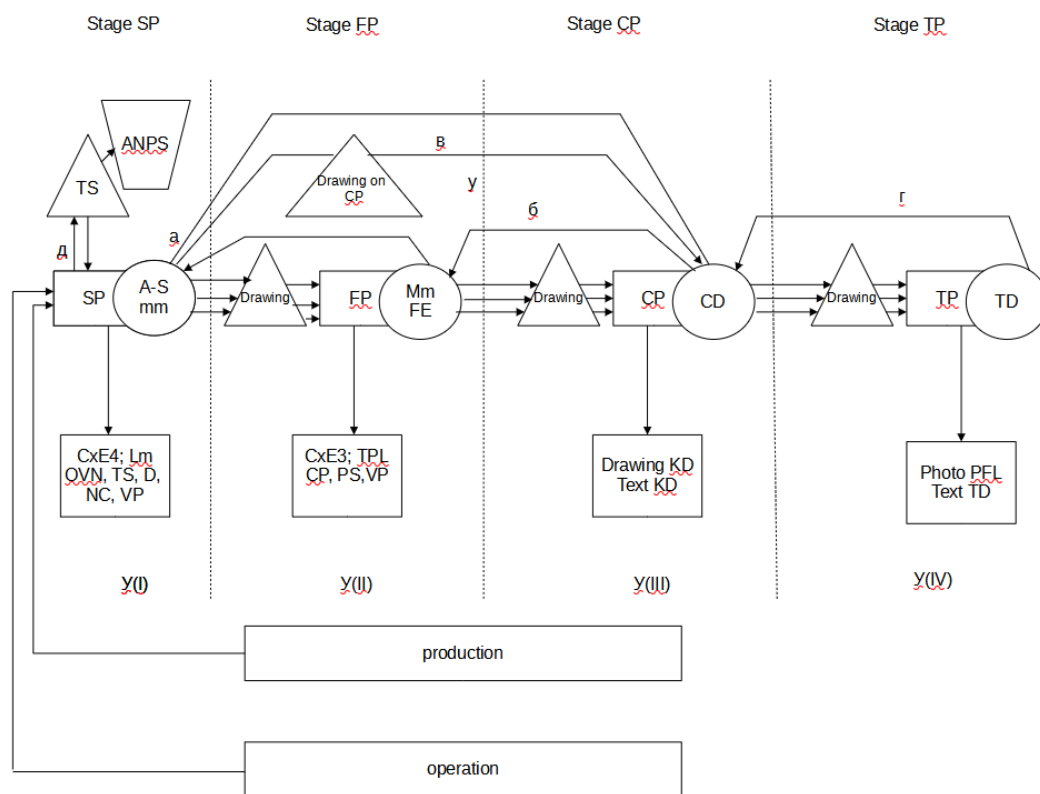 Stage SP
Stage FP
Stage CP
Stage TP
ANPS
TS
в
Drawing on
CP
у
б
г
д
а
SP
A-S
mm
Drawing
FP
Mm
FE
Drawing
CP
CD
Drawing
TP
TD
CxE4; Lm
OVN, TS, D,
NC, VP
CxE3; TPL
CP, PS,VP
Drawing KD
Text KD
Photo PFL
Text TD
У(I)
У(II)
У(III)
У(IV)
production
operation